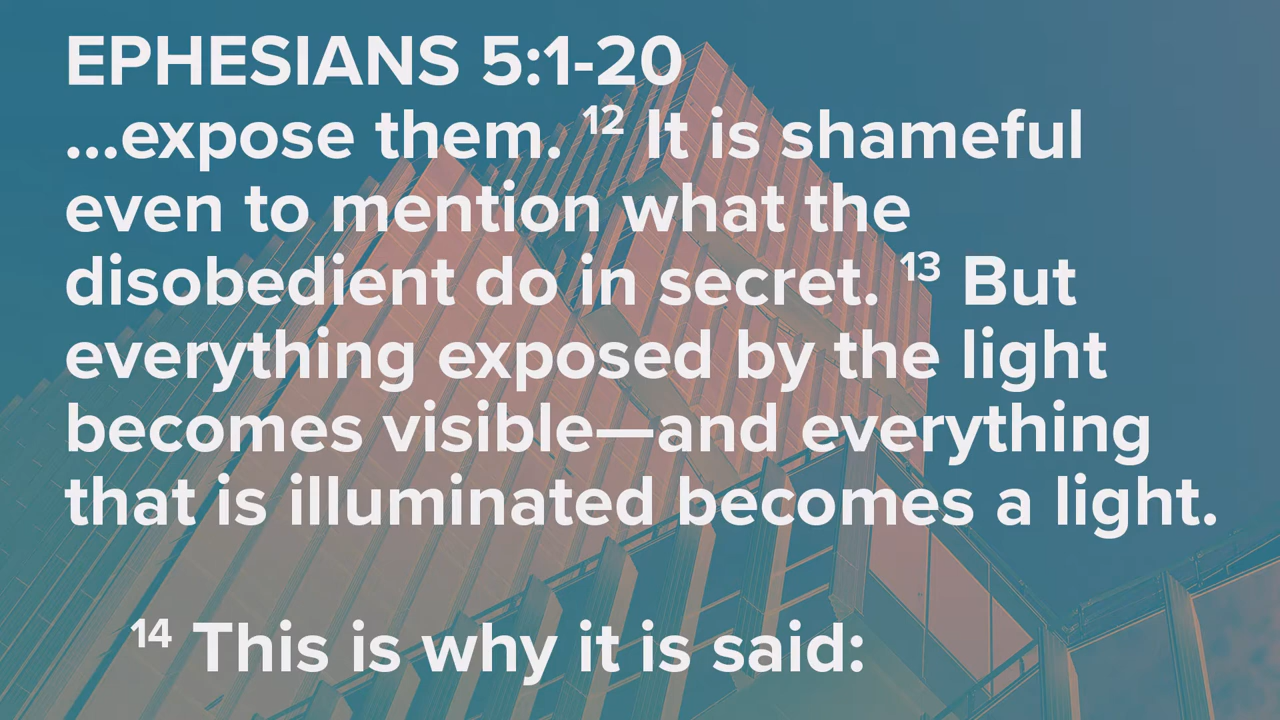 EPHESIANS 5:1-20
...expose them. ¹² It is shameful
even to mention what the
disobedient do in secret. ¹³ But
everything exposed by the light
becomes visible—and everything
that is illuminated becomes a light.
¹⁴ This is why it is said: